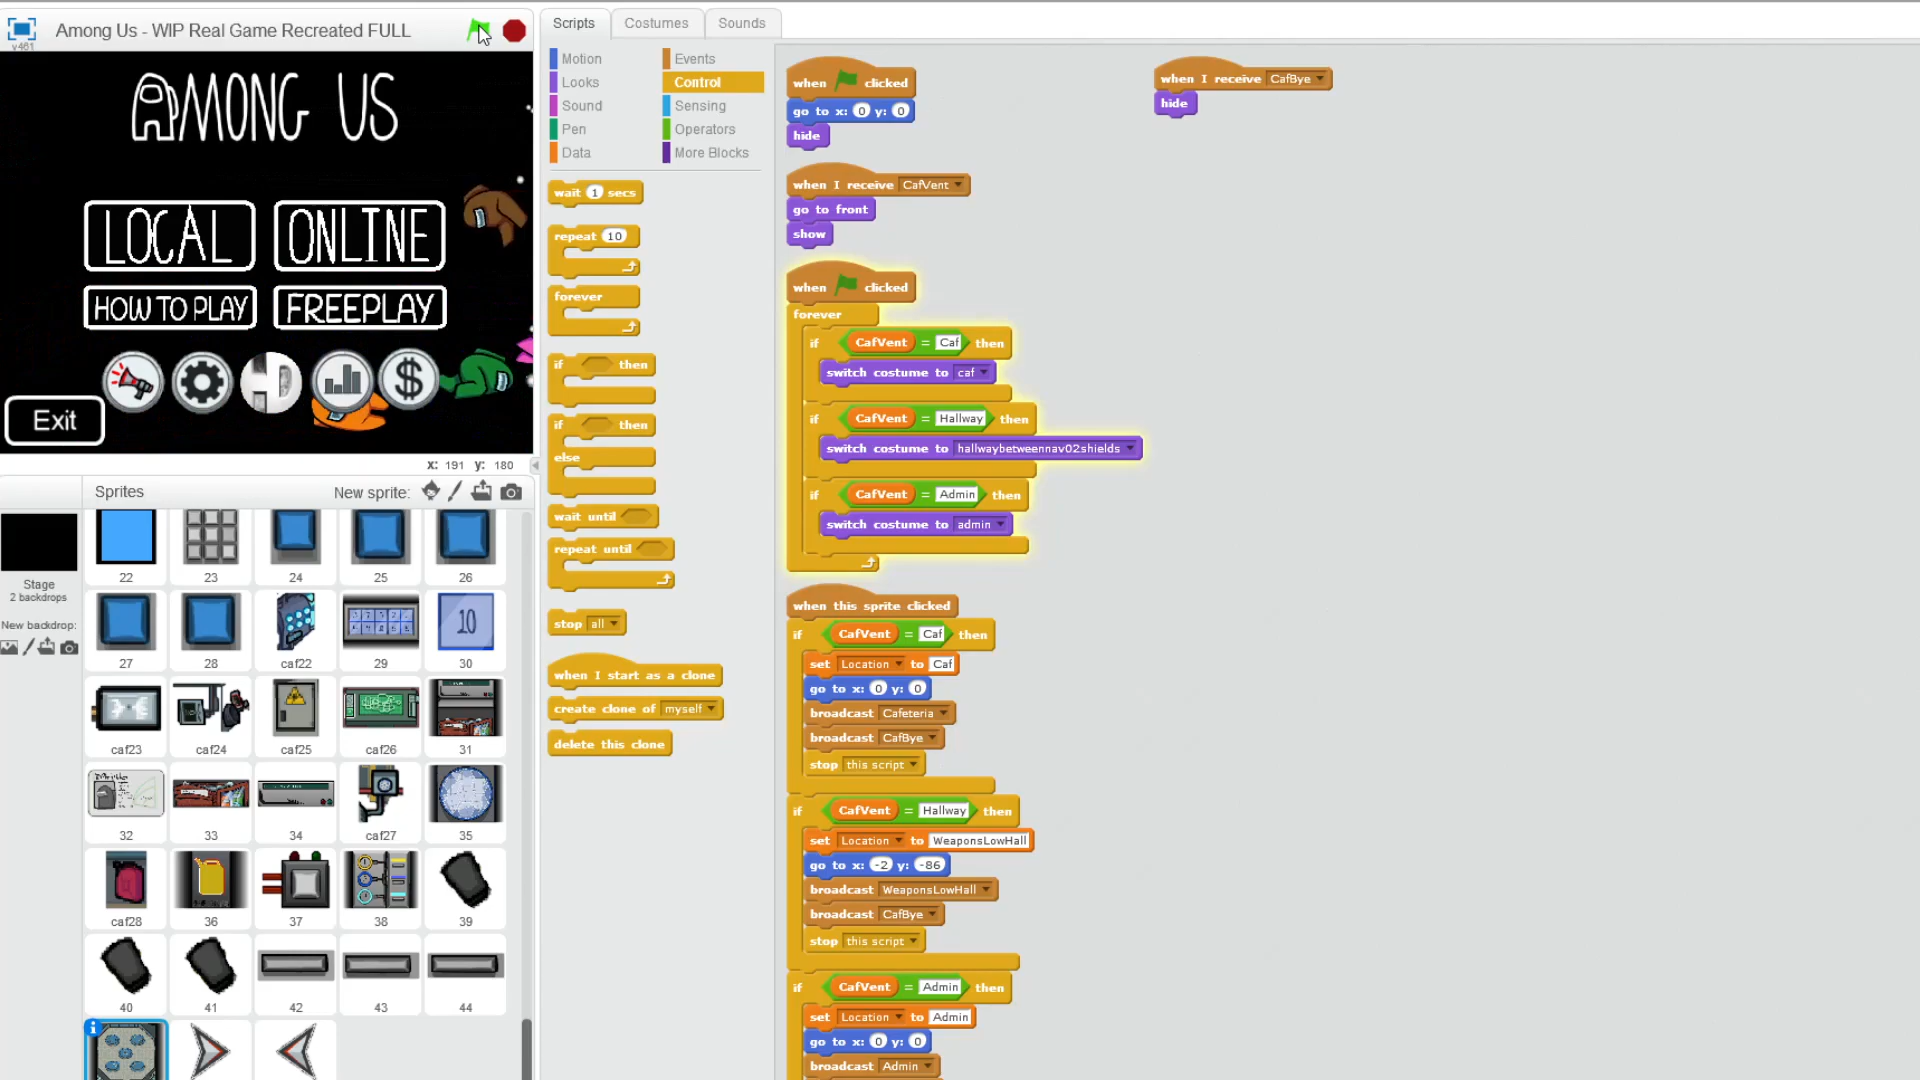 Among Us - WIP Real Game Recreated FULL
v461
AMONG US
LOCAL
ONLINE
HOW TO PLAY
FREEPLAY
$
Exit
x: 191 y: 180
Sprites
New sprite:
Stage
2 backdrops
New backdrop:
22
23
24
25
26
10
27
28
caf22
29
30
caf23
caf24
caf25
caf26
31
32
33
34
caf27
35
caf28
36
37
38
39
40
41
42
43
44
Scripts
Costumes
Sounds
Motion
Looks
Sound
Pen
Data
Events
Control
Sensing
Operators
More Blocks
wait 1 secs
repeat 10
forever
if then
if then
else
wait until
repeat until
stop all
when I start as a clone
create clone of myself
delete this clone
when clicked
go to x: 0 y: 0
hide
when I receive CafVent
go to front
show
when clicked
forever
if CafVent = Caf then
switch costume to caf
if CafVent = Hallway then
switch costume to hallwaybetweennav02shields
if CafVent = Admin then
switch costume to admin
when this sprite clicked
if CafVent = Caf then
set Location to Caf
go to x: 0 y: 0
broadcast Cafeteria
broadcast CafBye
stop this script
if CafVent = Hallway then
set Location to WeaponsLowHall
go to x: -2 y: -86
broadcast WeaponsLowHall
broadcast CafBye
stop this script
if CafVent = Admin then
set Location to Admin
go to x: 0 y: 0
broadcast Admin
when I receive CafBye
hide